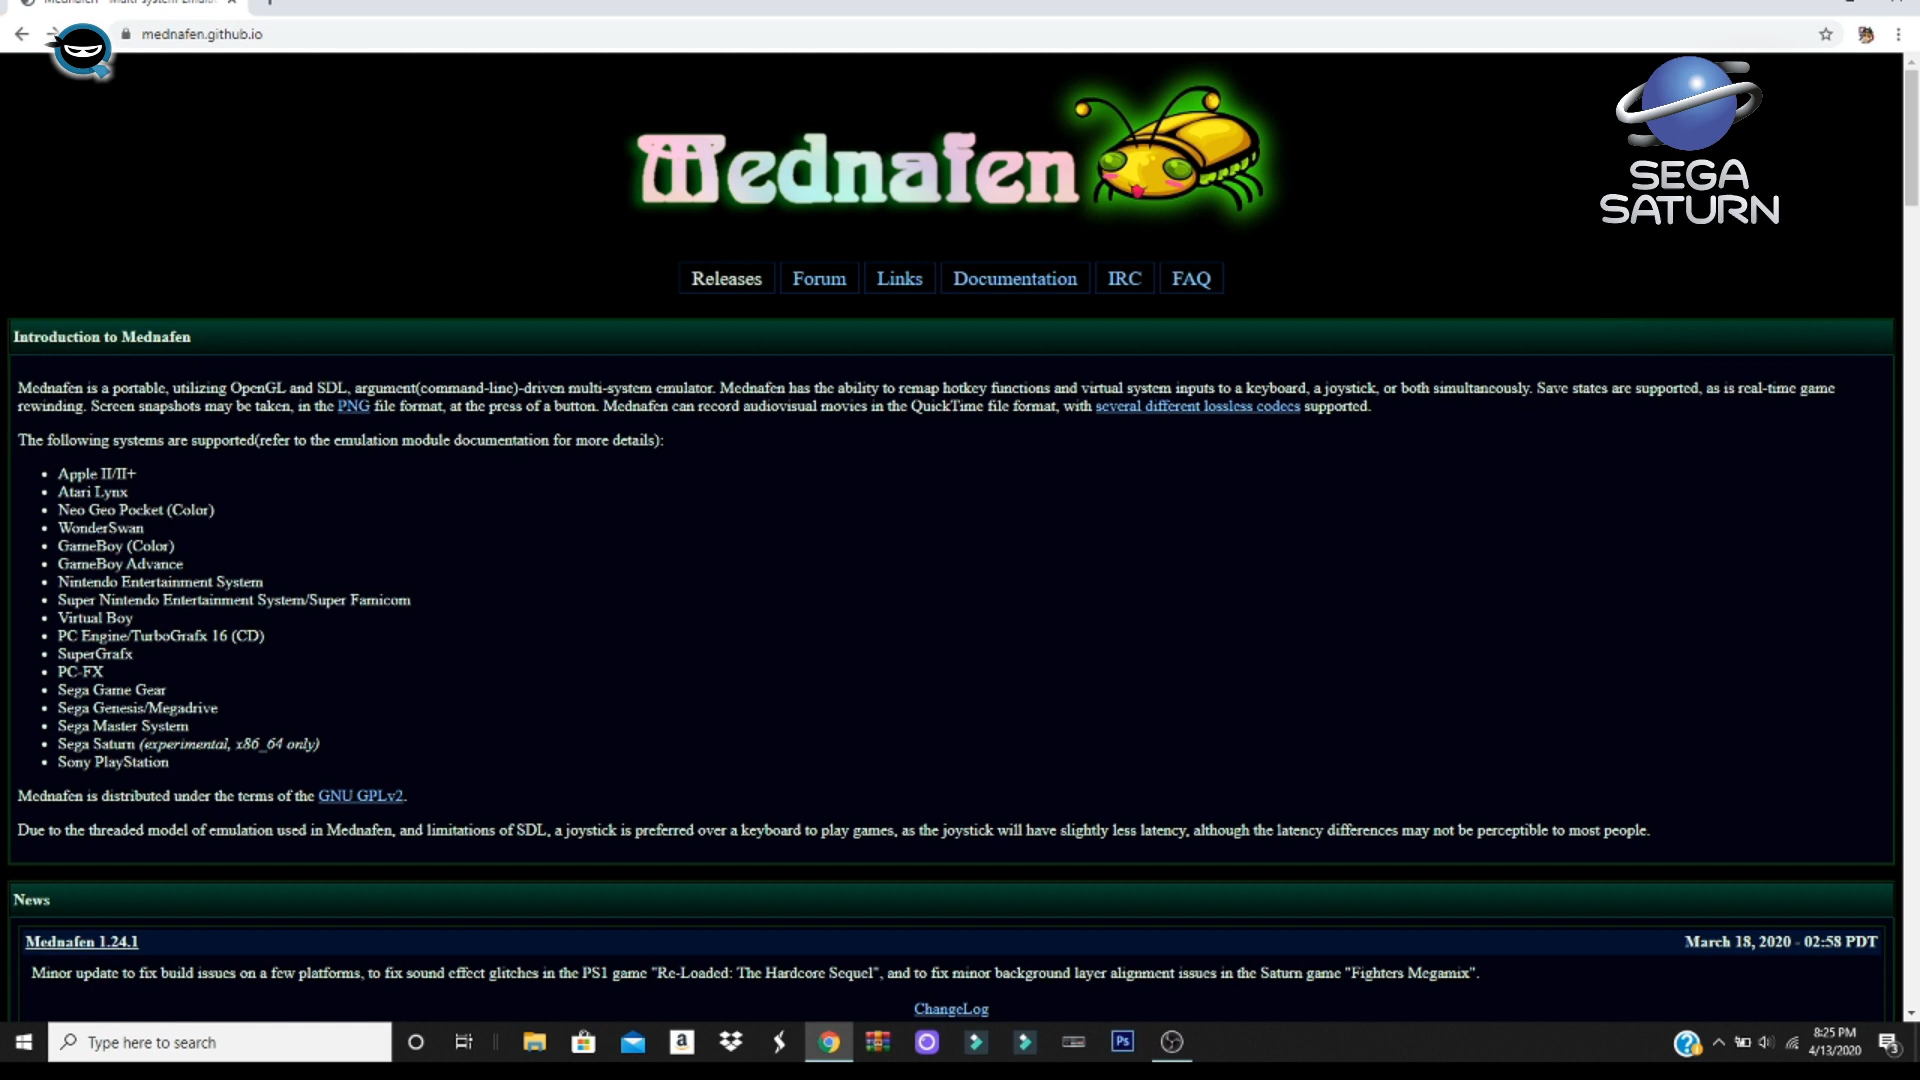 mednafen.github.io
Mednafen
SEGA
SATURN
Releases
Forum
Links
Documentation
IRC
FAQ
Introduction to Mednafen
Mednafen is a portable, utilizing OpenGL and SDL, argument(command-line)-driven multi-system emulator. Mednafen has the ability to remap hotkey functions and virtual system inputs to a keyboard, a joystick, or both simultaneously. Save states are supported, as is real-time game
rewinding. Screen snapshots may be taken, in the PNG file format, at the press of a button. Mednafen can record audiovisual movies in the QuickTime file format, with several different lossless codecs supported.
The following systems are supported(refer to the emulation module documentation for more details):
• Apple II/II+
• Atari Lynx
• Neo Geo Pocket (Color)
• WonderSwan
• GameBoy (Color)
• GameBoy Advance
• Nintendo Entertainment System
• Super Nintendo Entertainment System/Super Famicom
• Virtual Boy
• PC Engine/TurboGrafx 16 (CD)
• SuperGrafx
• PC-FX
• Sega Game Gear
• Sega Genesis/Megadrive
• Sega Master System
• Sega Saturn (experimental, x86_64 only)
• Sony PlayStation
Mednafen is distributed under the terms of the GNU GPLv2.
Due to the threaded model of emulation used in Mednafen, and limitations of SDL, a joystick is preferred over a keyboard to play games, as the joystick will have slightly less latency, although the latency differences may not be perceptible to most people.
News
Mednafen 1.24.1
March 18, 2020 - 02:58 PDT
Minor update to fix build issues on a few platforms, to fix sound effect glitches in the PS1 game "Re-Loaded: The Hardcore Sequel", and to fix minor background layer alignment issues in the Saturn game "Fighters Megamix".
ChangeLog
Type here to search
a
Ps
8:25 PM
4/13/2020
3